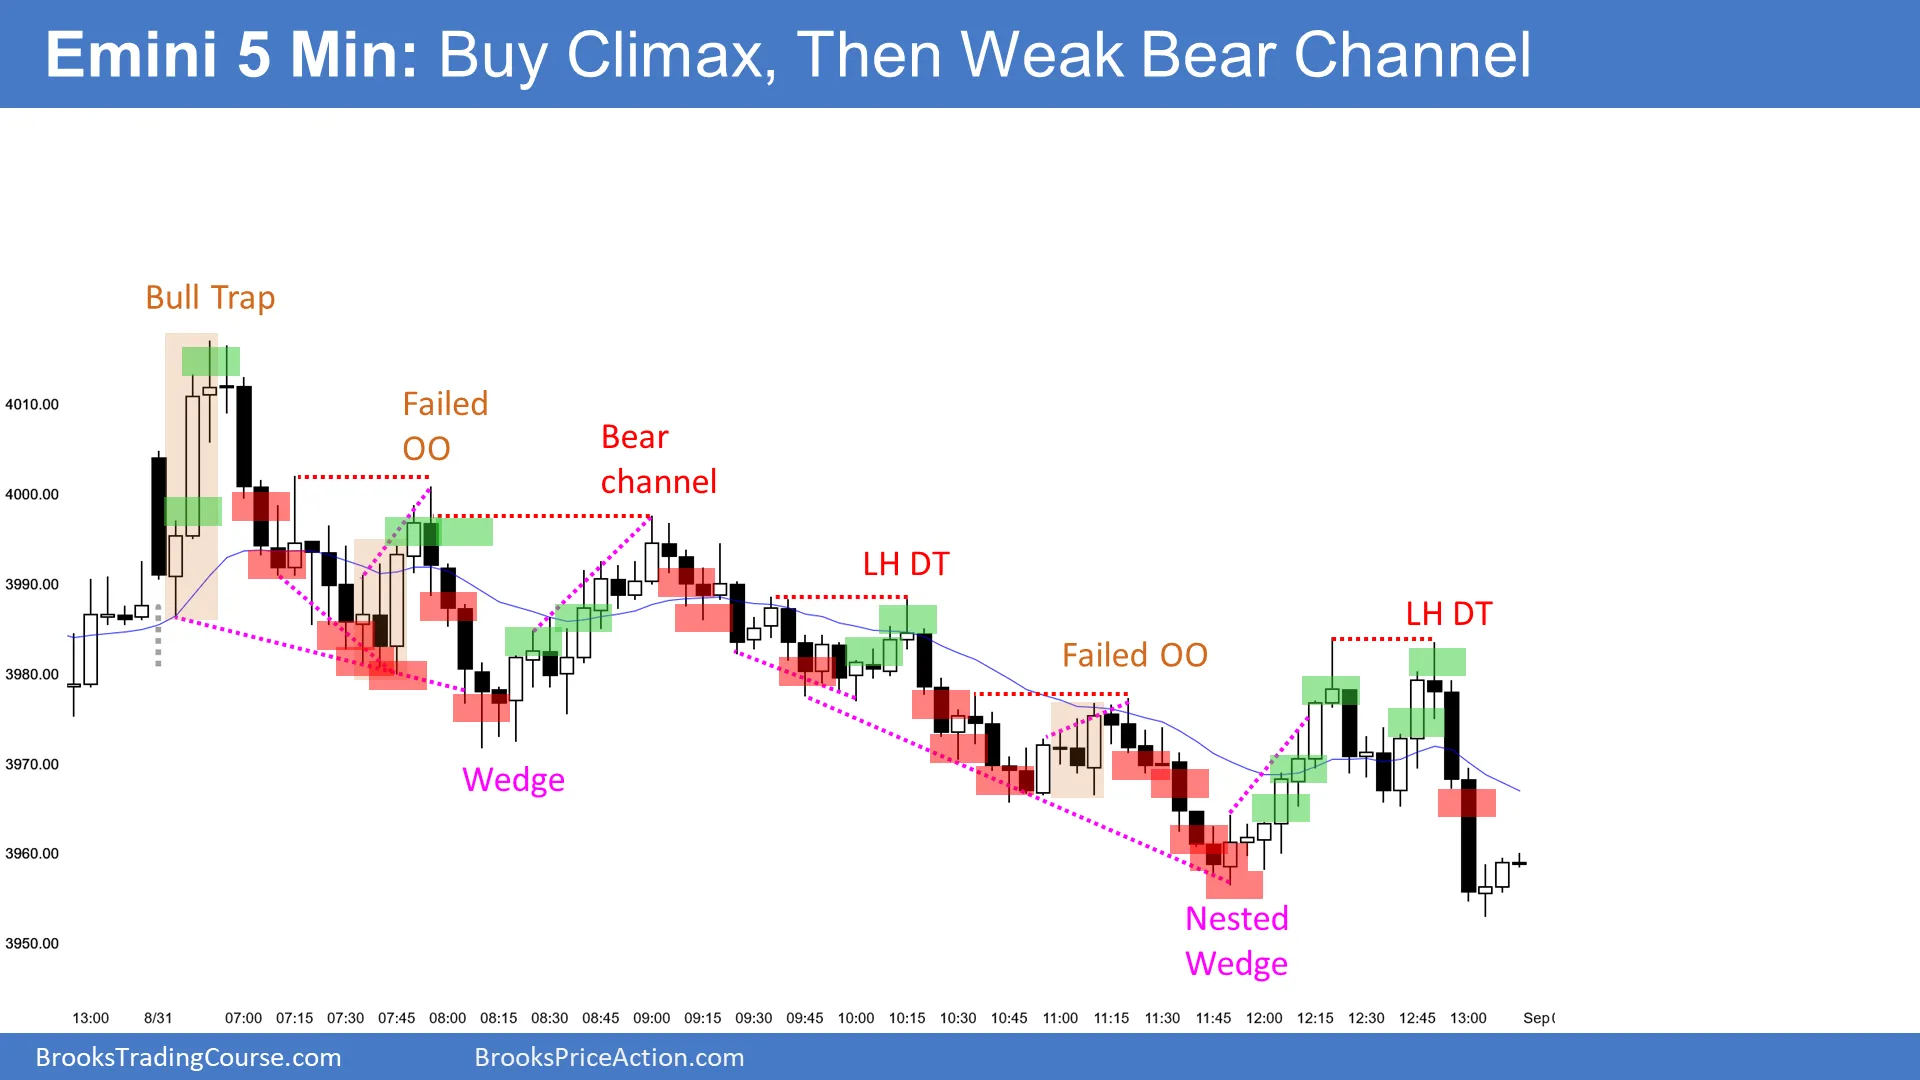 Emini 5 Min: Buy Climax, Then Weak Bear Channel
Bull Trap
Failed
OO
Bear
channel
LH DT
LH DT
Failed OO
Wedge
Nested
Wedge
4010.00
4000.00
3990.00
3980.00
3970.00
3960.00
3950.00
13:00 8/31 07:00 07:15 07:30 07:45 08:00 08:15 08:30 08:45 09:00 09:15 09:30 09:45 10:00 10:15 10:30 10:45 11:00 11:15 11:30 11:45 12:00 12:15 12:30 12:45 13:00 Sep
BrooksTradingCourse.com BrooksPriceAction.com